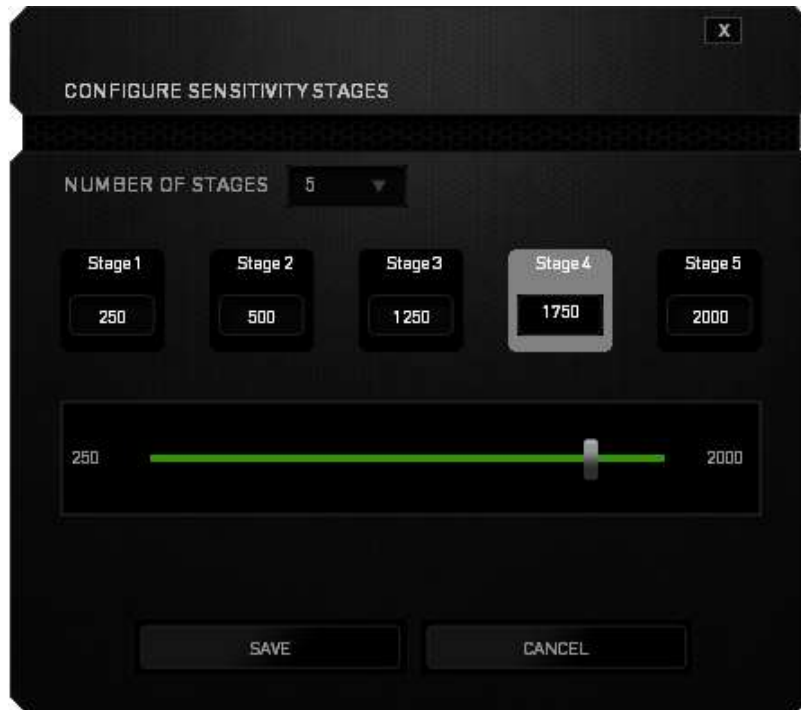 X
CONFIGURE SENSITIVITY STAGES
NUMBER OF STAGES 5
Stage 1 Stage 2 Stage 3 Stage 4 Stage 5
250 500 1250 1750 2000
250 2000
SAVE CANCEL